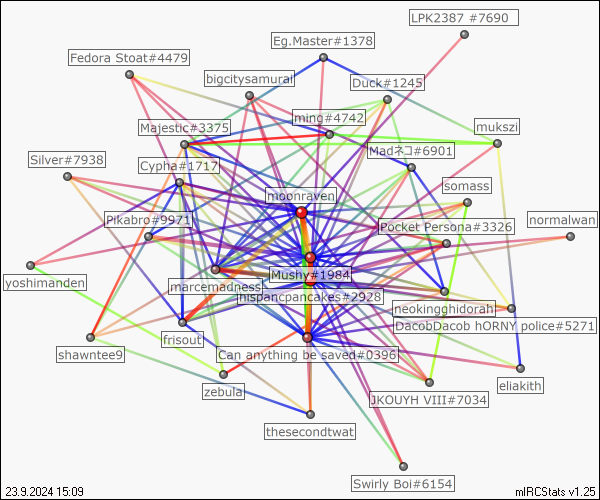 LPK2387 #7690
Eg.Master#1378
Fedora Stoat#4479
bigcitysamurai
Duck#1245
ming#4742
Majestic#3375
mukszi
Madネコ#6901
Silver#7938
Cypha#1717
somass
moonraven
Pikabro#9971
Pocket Persona#3326
normalwan
Mushy#1984
yoshimanden
marcemadness
hispancpancakes#2928
neokingghidorah
DacobDacob hORNY police#5271
frisout
Can anything be saved#0396
shawntee9
zebula
eliakith
JKOUYH VIII#7034
thesecondtwat
Swirly Boi#6154
23.9.2024 15:09
mIRCStats v1.25